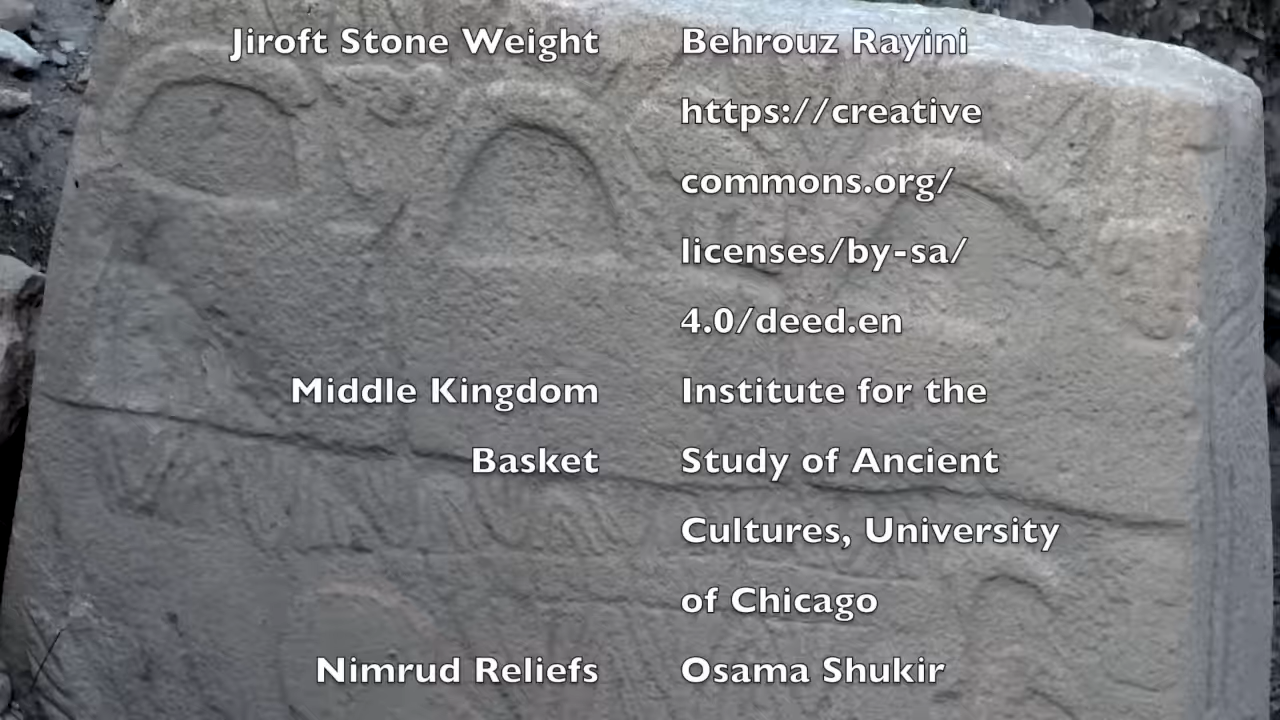 Jiroft Stone Weight Behrouz Rayini
https://creative
commons.org/
licenses/by-sa/
4.0/deed.en
Middle Kingdom Institute for the
Basket Study of Ancient
Cultures, University
of Chicago
Nimrud Reliefs Osama Shukir